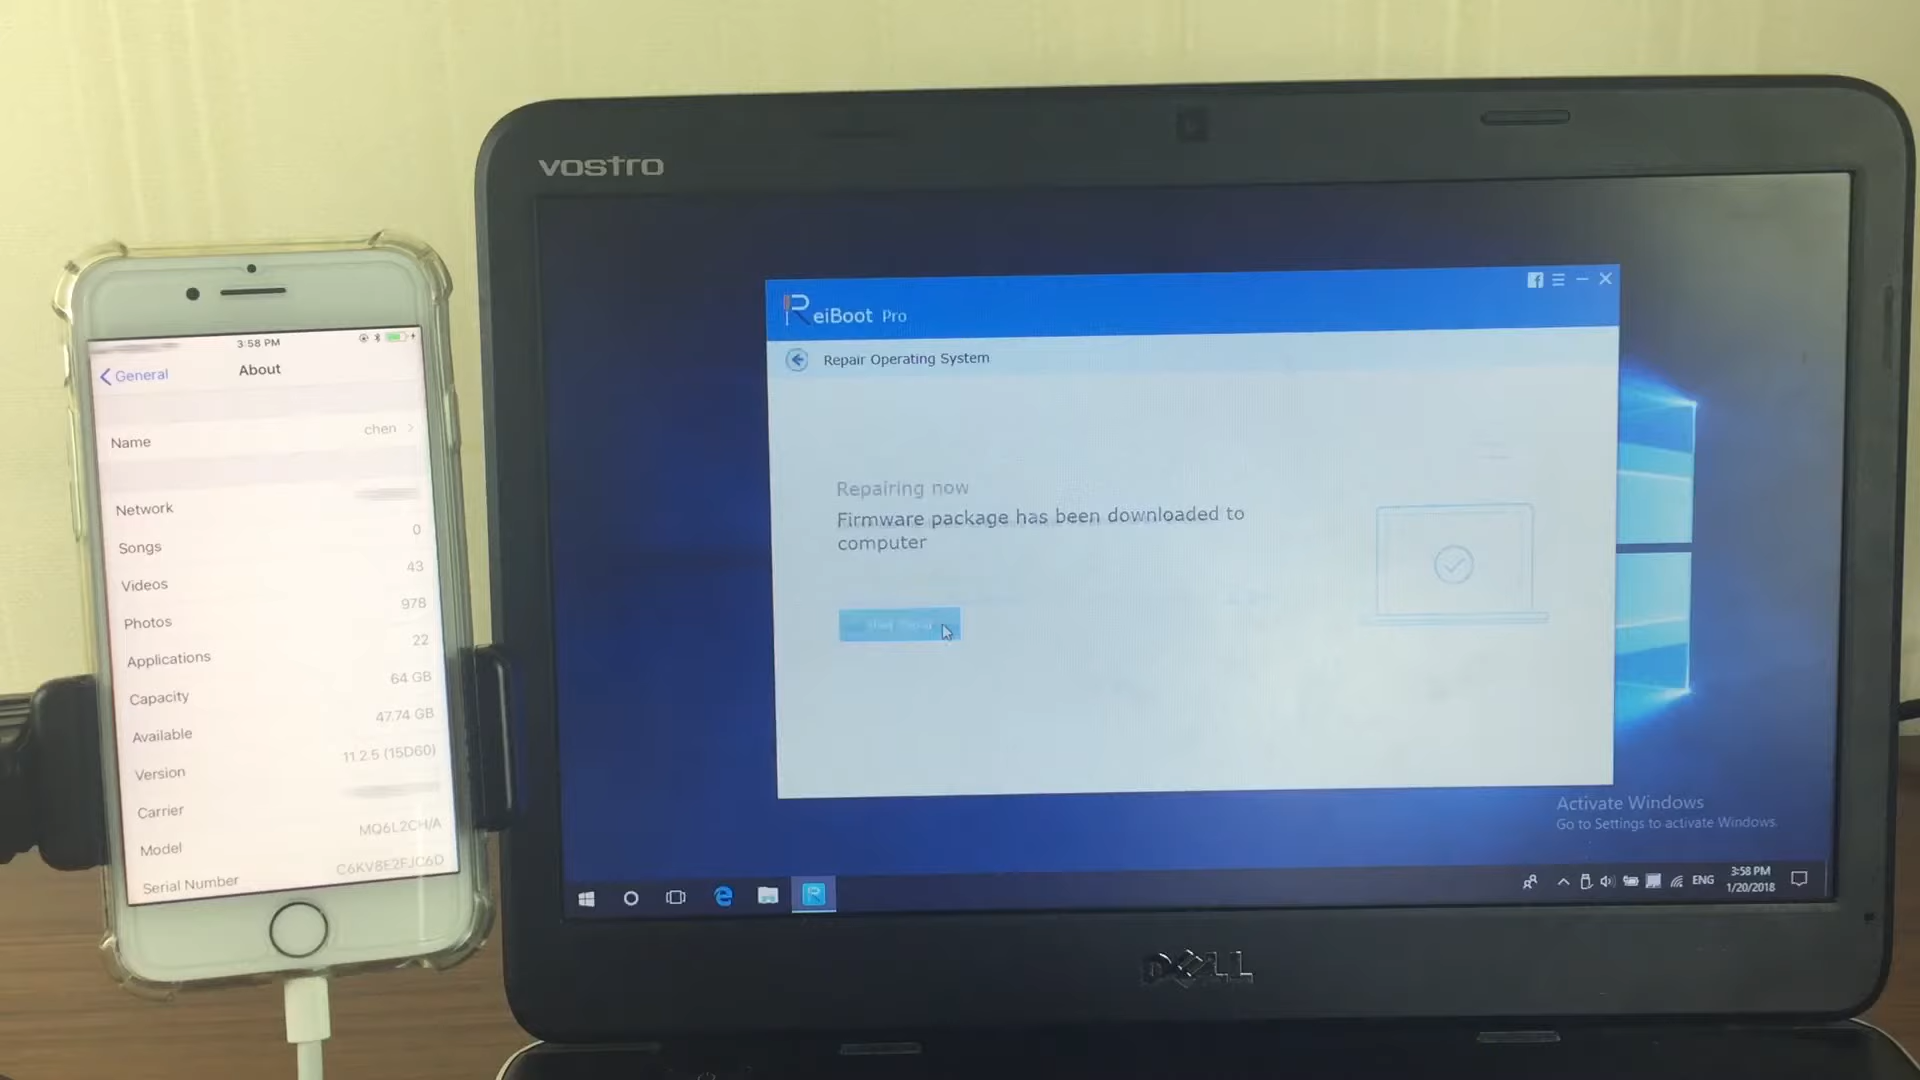 3:58 PM
General
About
Name chen
Network
Songs 0
Videos 43
Photos 978
Applications 22
Capacity 64 GB
Available 47.74 GB
Version 11.2.5 (15D60)
Carrier
Model MQ6L2CH/A
Serial Number C6KV8E2FJC6D
vostro
ReiBoot Pro
Repair Operating System
Repairing now
Firmware package has been downloaded to
computer
Activate Windows
Go to Settings to activate Windows.
ENG
3:58 PM
1/20/2018
DELL